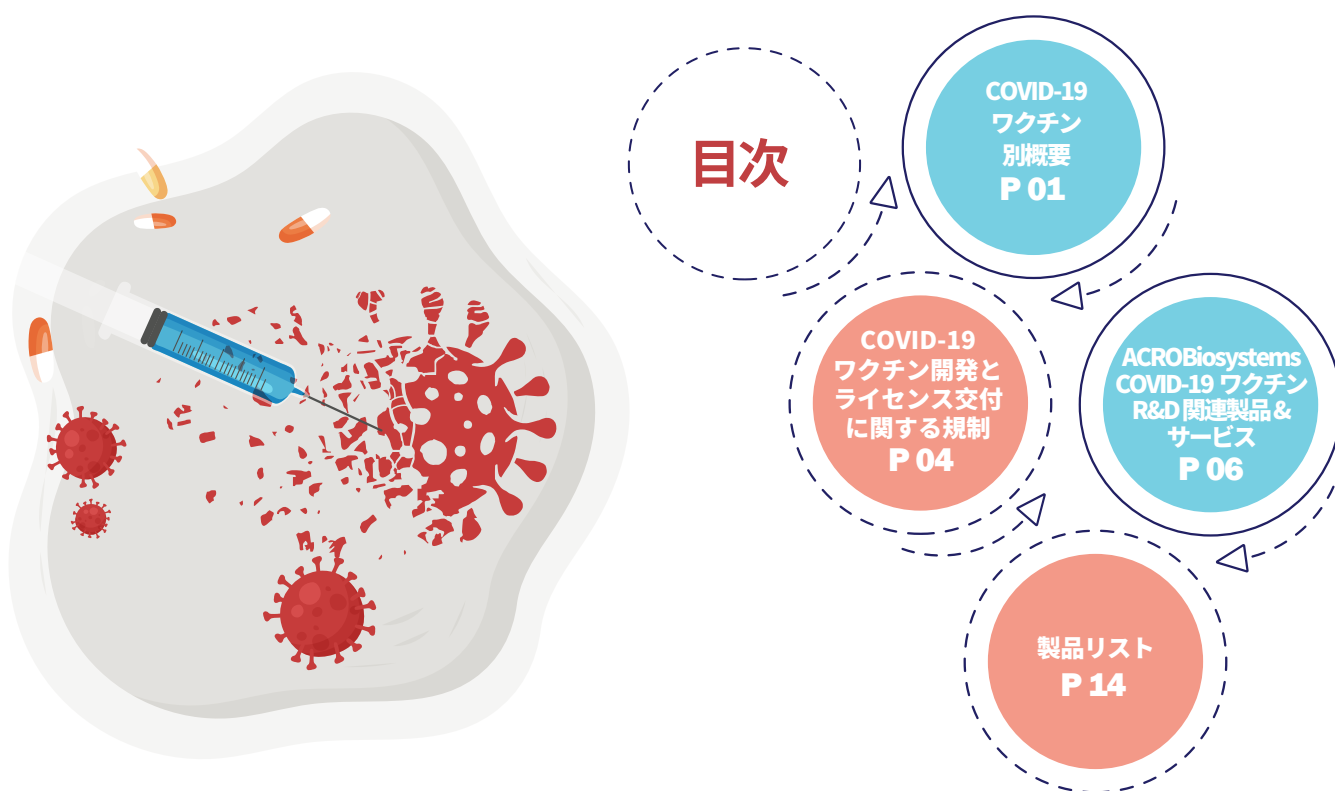 目次
COVID-19
ワクチン
別概要
P 01
COVID-19
ワクチン開発と
ライセンス交付
に関する規制
P 04
ACROBiosystems
COVID-19 ワクチン
R&D 関連製品 &
サービス
P 06
製品リスト
P 14